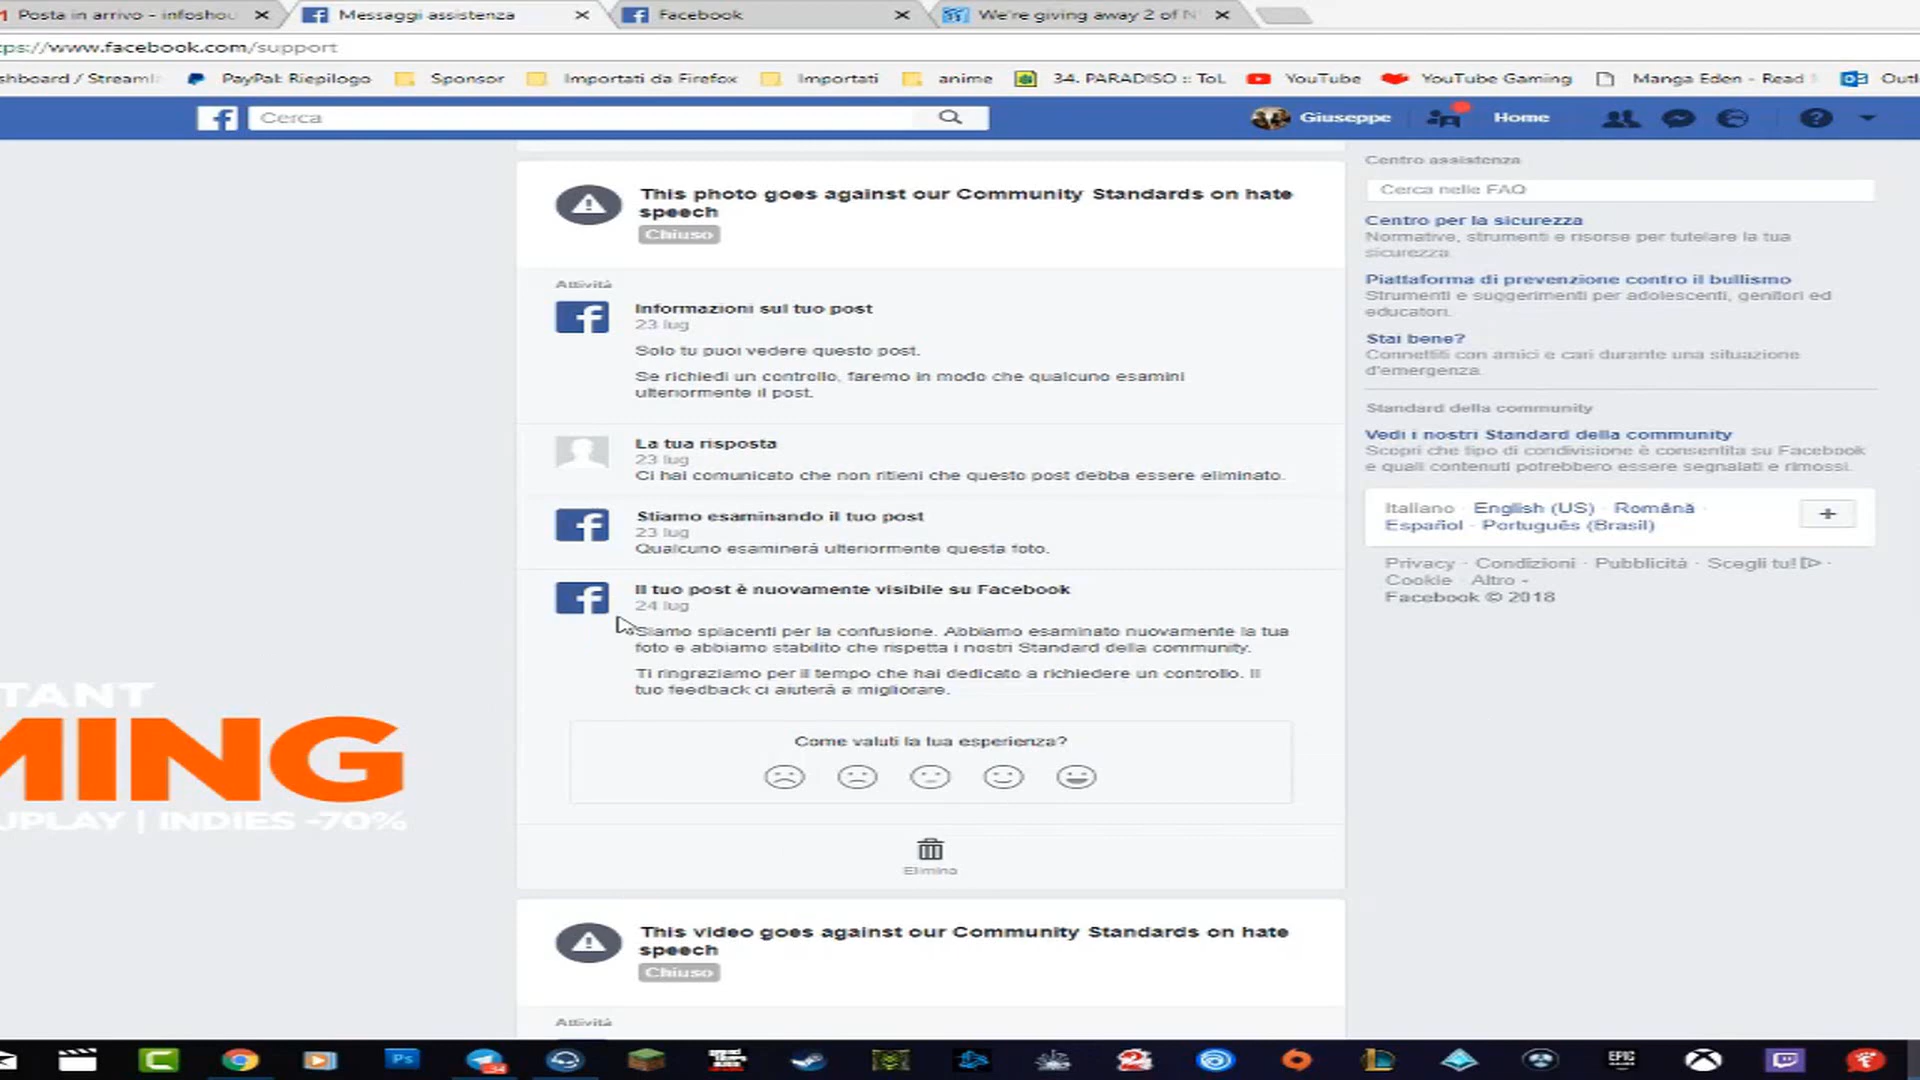 Posta in arrivo - infoshou
Messaggi assistenza
Facebook
We're giving away 2 of N
ps://www.facebook.com/support
shboard / Streaml
PayPal: Riepilogo
Sponsor
Importati da Firefox
Importati
anime
34. PARADISO :: ToL
YouTube
YouTube Gaming
Manga Eden - Read
Outl
Cerca
Giuseppe
Home
This photo goes against our Community Standards on hate
speech
Chiuso
Attività
Informazioni sul tuo post
23 lug
Solo tu puoi vedere questo post.
Se richiedi un controllo, faremo in modo che qualcuno esamini
ulteriormente il post.
La tua risposta
23 lug
Ci hai comunicato che non ritieni che questo post debba essere eliminato.
Stiamo esaminando il tuo post
23 lug
Qualcuno esaminerà ulteriormente questa foto.
Il tuo post è nuovamente visibile su Facebook
24 lug
Siamo spiacenti per la confusione. Abbiamo esaminato nuovamente la tua
foto e abbiamo stabilito che rispetta i nostri Standard della community.
Ti ringraziamo per il tempo che hai dedicato a richiedere un controllo. Il
tuo feedback ci aiuterà a migliorare.
Come valuti la tua esperienza?
Elimina
This video goes against our Community Standards on hate
speech
Chiuso
Attività
Centro assistenza
Cerca nelle FAQ
Centro per la sicurezza
Normative, strumenti e risorse per tutelare la tua
sicurezza.
Piattaforma di prevenzione contro il bullismo
Strumenti e suggerimenti per adolescenti, genitori ed
educatori.
Stai bene?
Connettiti con amici e cari durante una situazione
d'emergenza.
Standard della community
Vedi i nostri Standard della community
Scopri che tipo di condivisione è consentita su Facebook
e quali contenuti potrebbero essere segnalati e rimossi.
Italiano · English (US) · Română ·
Español · Português (Brasil)
Privacy · Condizioni · Pubblicità · Scegli tu! ·
Cookie · Altro
Facebook © 2018
TANT
MING
UPLAY | INDIES -70%
Ps
34
EPIC